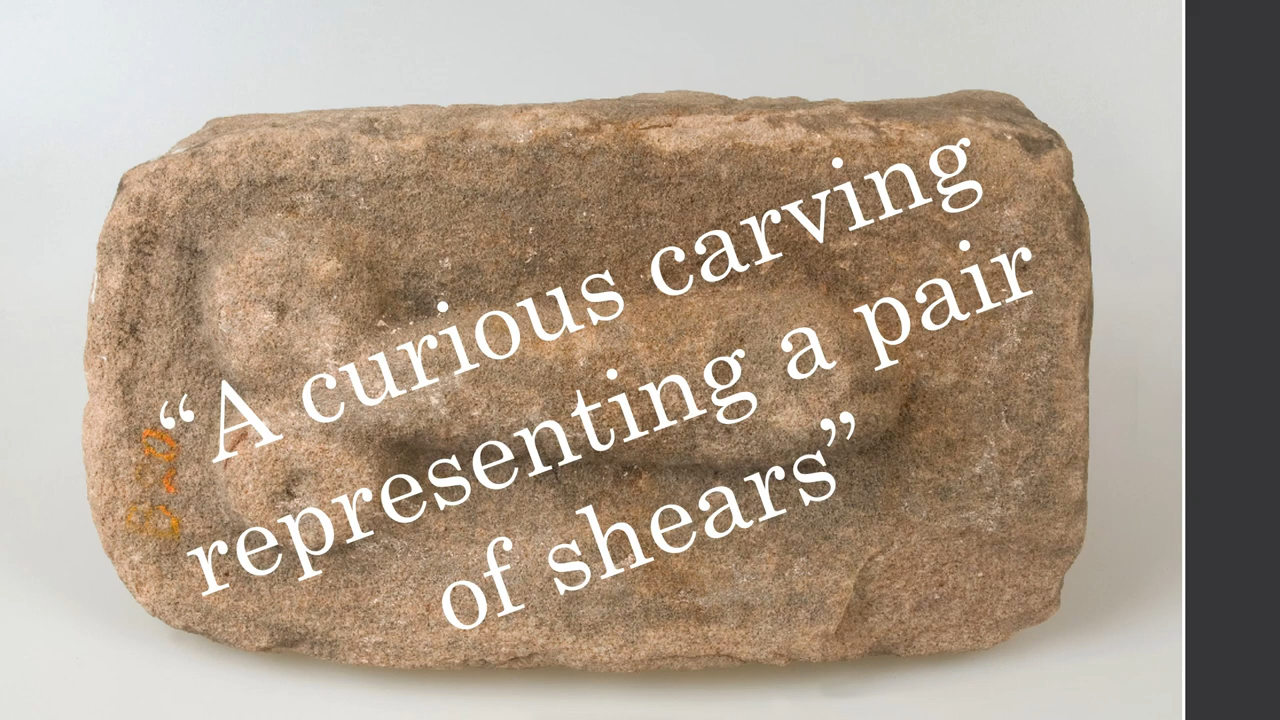 “A curious carving
representing a pair
of shears”